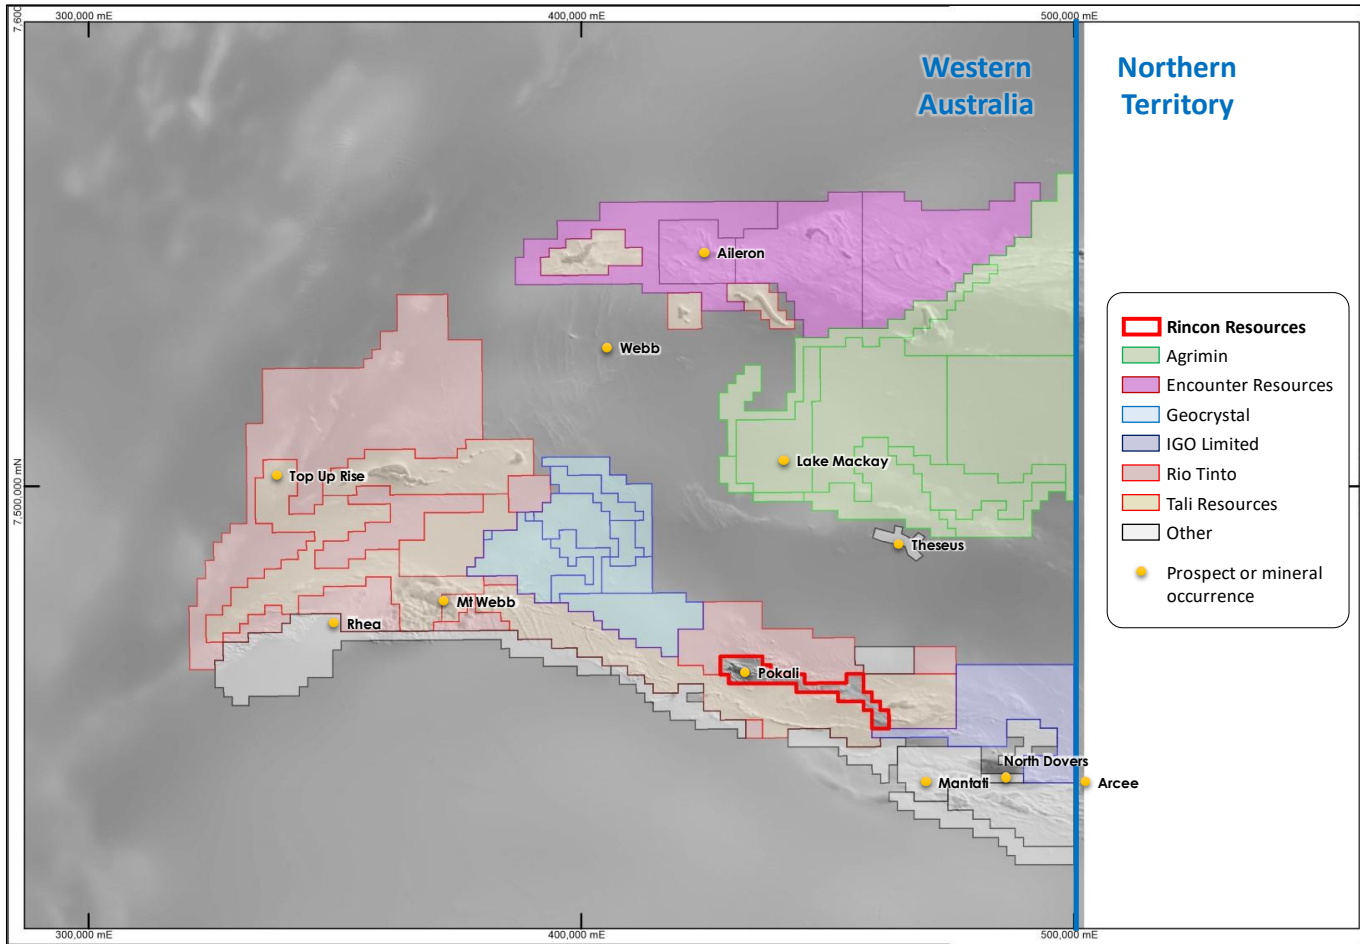 300,000 mE
400,000 mE
500,000 mE
7,600
Western
Australia
Northern
Territory
Aileron
Webb
Lake Mackay
Top Up Rise
7,500,000 mN
Theseus
Mt Webb
Rhea
Pokali
North Dovers
Mantati
Arcee
Rincon Resources
Agrimin
Encounter Resources
Geocrystal
IGO Limited
Rio Tinto
Tali Resources
Other
Prospect or mineral
occurrence
300,000 mE
400,000 mE
500,000 mE